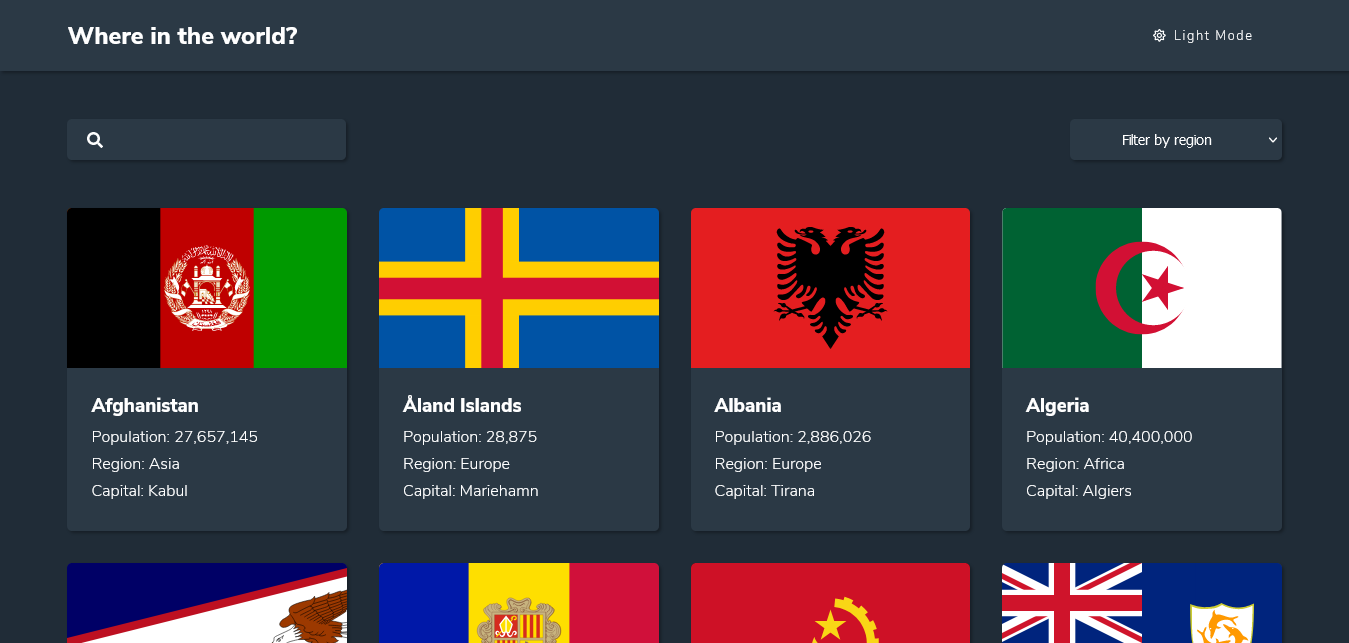 Where in the world?
Light Mode
Filter by region
Afghanistan
Population: 27,657,145
Region: Asia
Capital: Kabul
Åland Islands
Population: 28,875
Region: Europe
Capital: Mariehamn
Albania
Population: 2,886,026
Region: Europe
Capital: Tirana
Algeria
Population: 40,400,000
Region: Africa
Capital: Algiers